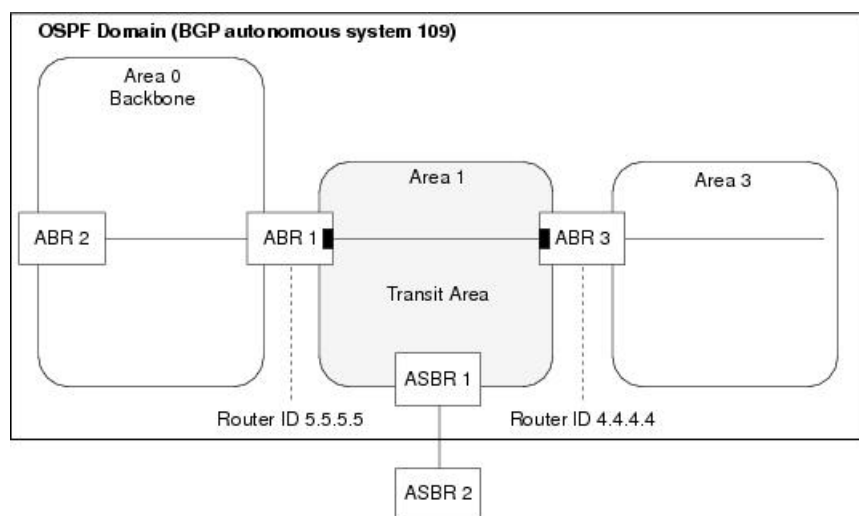 OSPF Domain (BGP autonomous system 109)
Area 0
Backbone
Area 1
Area 3
ABR 2
ABR 1
ABR 3
Transit Area
ASBR 1
Router ID 5.5.5.5
Router ID 4.4.4.4
ASBR 2